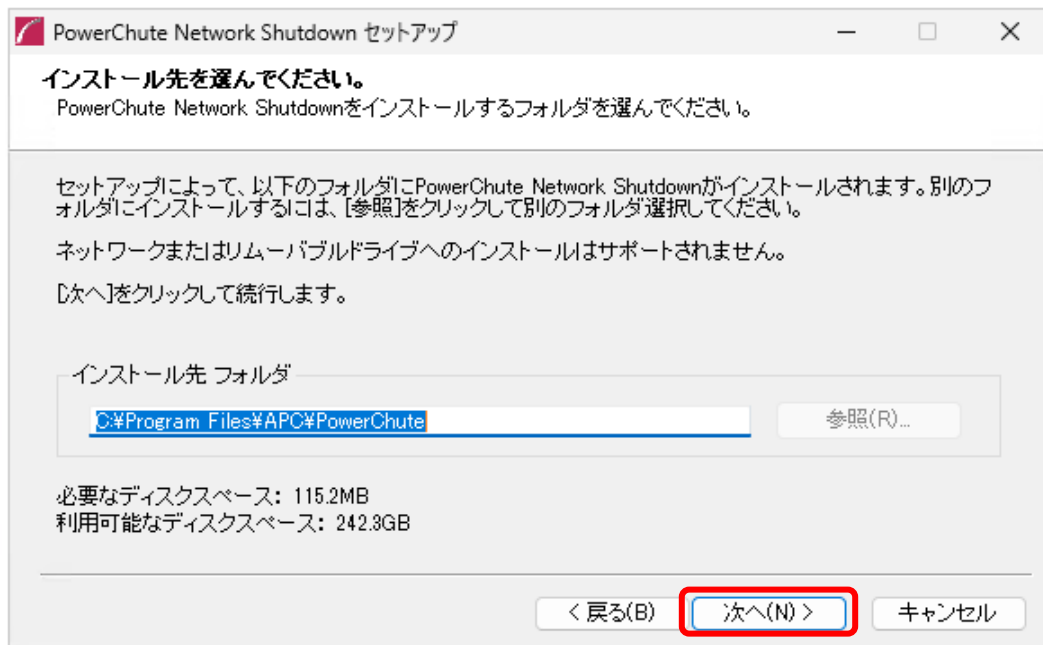 PowerChute Network Shutdown セットアップ
インストール先を選んでください。
PowerChute Network Shutdownをインストールするフォルダを選んでください。
セットアップによって、以下のフォルダにPowerChute Network Shutdownがインストールされます。別のフ
ォルダにインストールするには、[参照]をクリックして別のフォルダ選択してください。
ネットワークまたはリムーバブルドライブへのインストールはサポートされません。
[次へ]をクリックして続行します。
インストール先 フォルダ
C:¥Program Files¥APC¥PowerChute
参照(R)...
必要なディスクスペース: 115.2MB
利用可能なディスクスペース: 242.3GB
< 戻る(B)
次へ(N) >
キャンセル